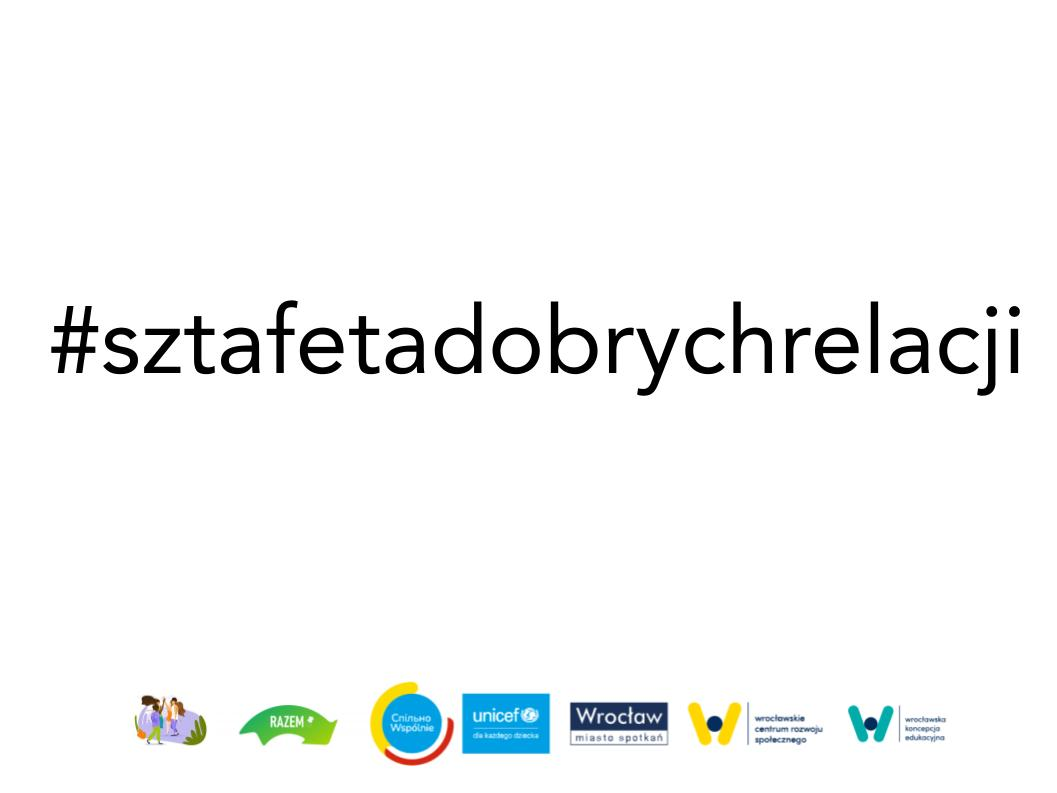 #sztafetadobrychrelacji
RAZEM
Спільно
Wspólnie
unicef
dla każdego dziecka
Wrocław
miasto spotkań
wrocławskie
centrum rozwoju
społecznego
wrocławska
koncepcja
edukacyjna